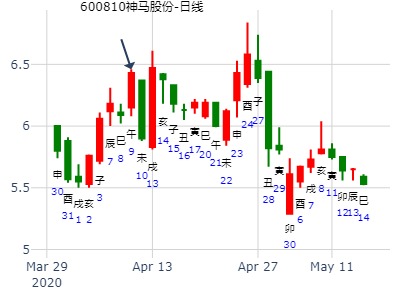 600810神马股份-日线
6.5
6
5.5
5
申
30
酉
31
戌
1
亥
2
子
3
辰
7
巳
8
午
9
未
10
戌
13
亥
14
子
15
丑
16
寅
17
巳
20
午
21
未
22
申
23
酉
24
子
27
丑
28
寅
29
卯
30
酉
6
戌
7
亥
8
寅
11
卯
12
辰
13
巳
14
Mar 29
2020
Apr 13
Apr 27
May 11